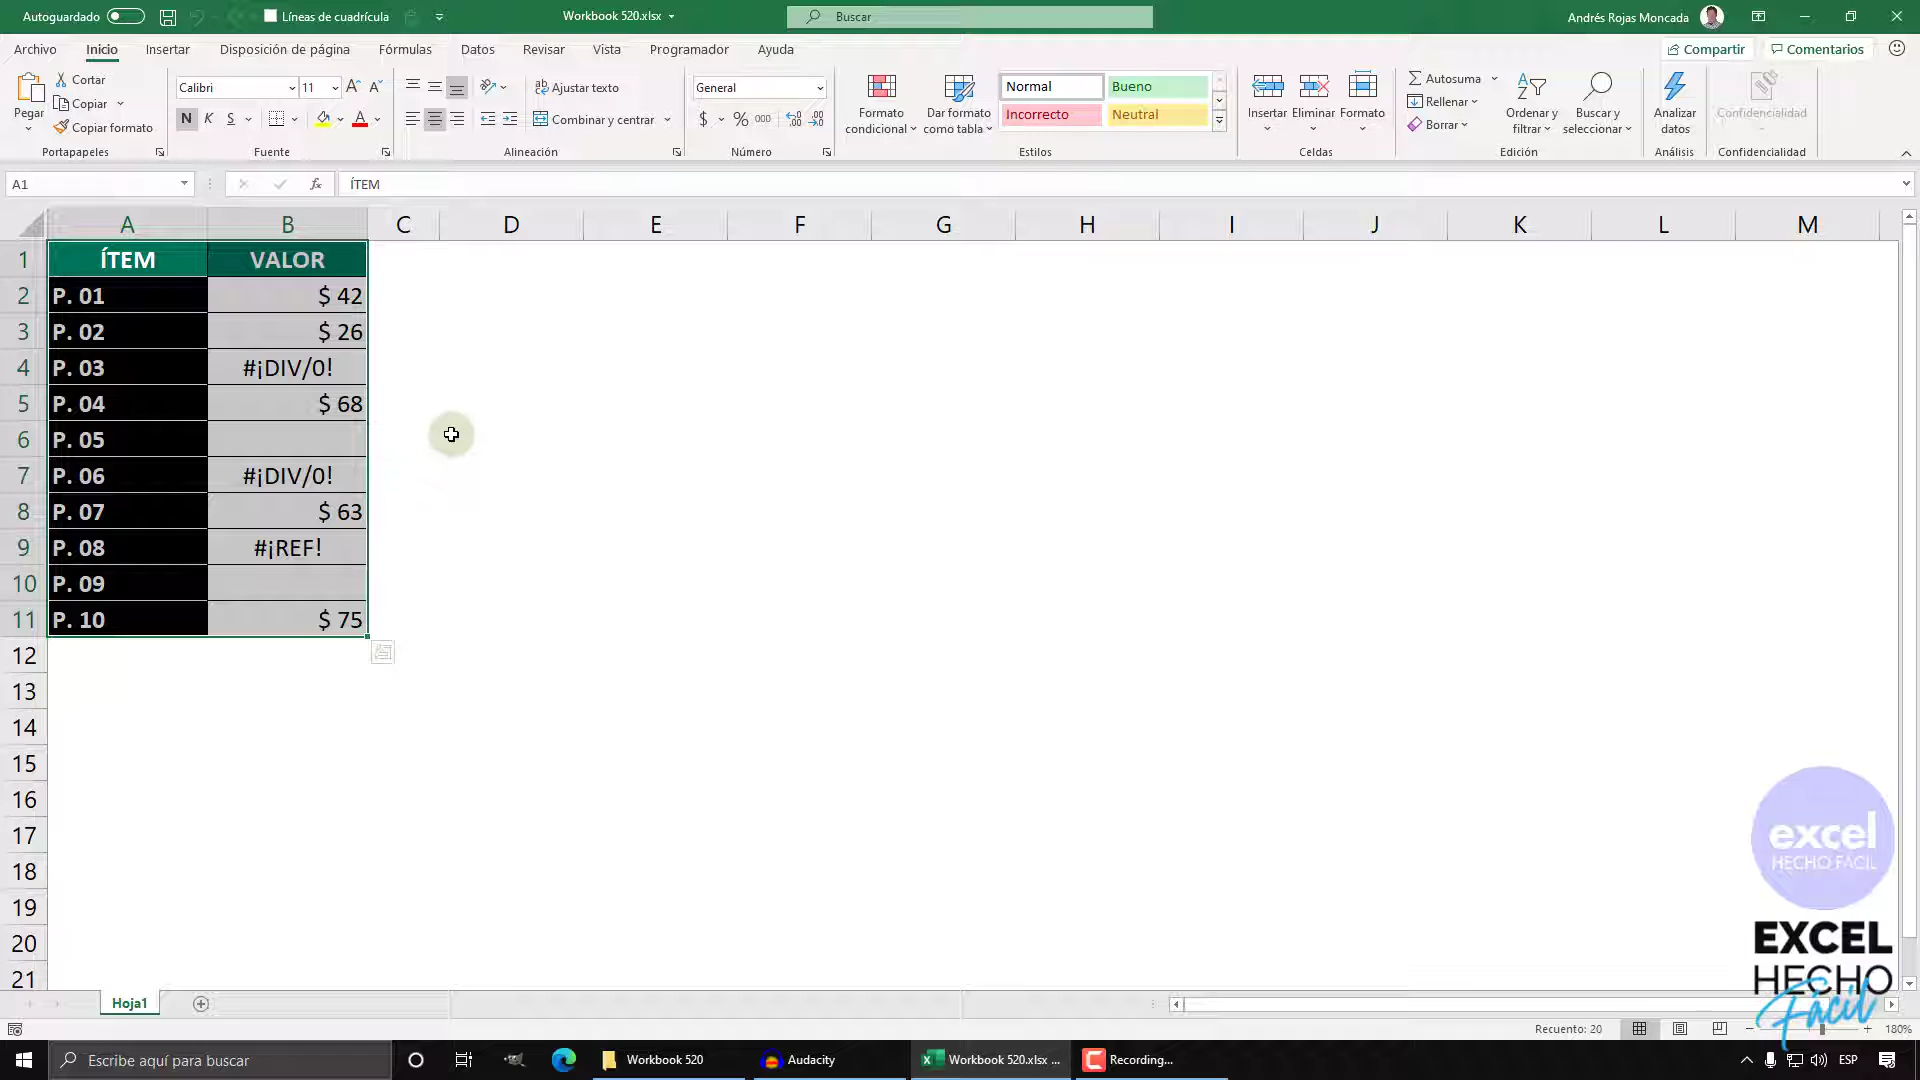 Autoguardado Líneas de cuadrícula Workbook 520.xlsx Buscar Andrés Rojas Moncada
Archivo Inicio Insertar Disposición de página Fórmulas Datos Revisar Vista Programador Ayuda Compartir Comentarios
Pegar
Cortar
Copiar
Copiar formato
Portapapeles
Calibri 11
N K S
Fuente
Ajustar texto
Combinar y centrar
Alineación
General
$ % 000
Número
Formato condicional
Dar formato como tabla
Normal Bueno
Incorrecto Neutral
Estilos
Insertar Eliminar Formato
Celdas
Autosuma
Rellenar
Borrar
Ordenar y filtrar
Buscar y seleccionar
Edición
Analizar datos
Análisis
Confidencialidad
Confidencialidad
A1 fx ÍTEM
A B C D E F G H I J K L M
1 ÍTEM VALOR
2 P. 01 $ 42
3 P. 02 $ 26
4 P. 03 #¡DIV/0!
5 P. 04 $ 68
6 P. 05
7 P. 06 #¡DIV/0!
8 P. 07 $ 63
9 P. 08 #¡REF!
10 P. 09
11 P. 10 $ 75
12
13
14
15
16
17
18
19
20
21
excel
HECHO FÁCIL
EXCEL
HECHO
Fácil
Hoja1
Recuento: 20 180%
Escribe aquí para buscar Workbook 520 Audacity Workbook 520.xlsx ... Recording... ESP